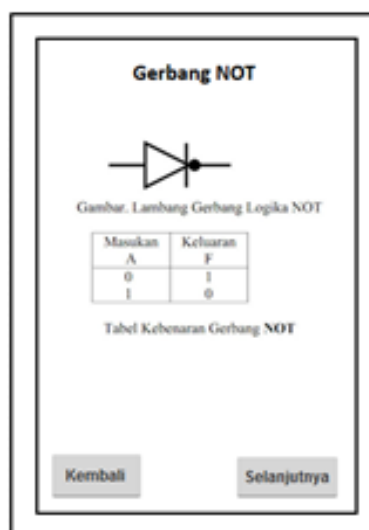 Gerbang NOT
Gambar. Lambang Gerbang Logika NOT
Masukan Keluaran
A F
0 1
1 0
Tabel Kebenaran Gerbang NOT
Kembali Selanjutnya